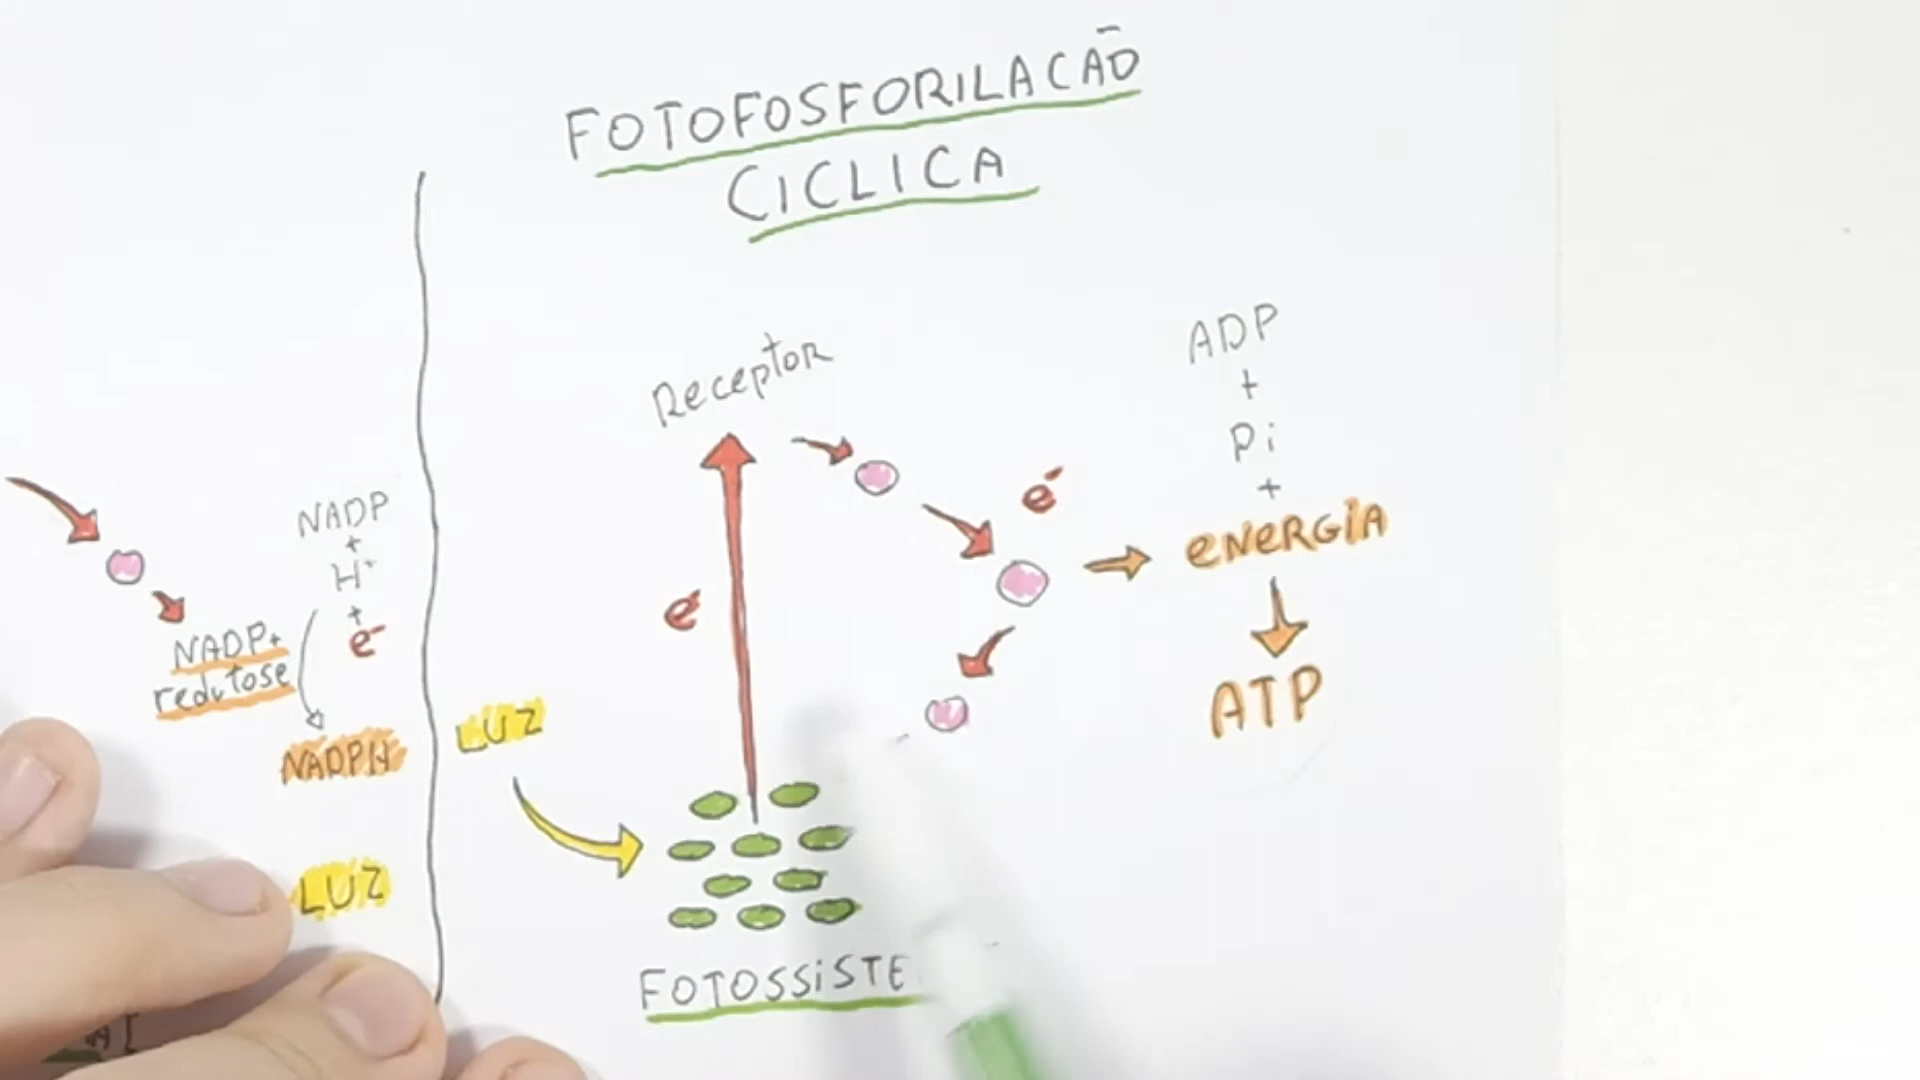 FOTOFOSFORILACÃO
CICLICA
Receptor
ADP
+
Pi
+
eNeRGiA
ATP
e-
e-
NADP
+
H+
+
e-
NADP+
redutose
NADPH
LUZ
LUZ
FOTOSSiSTE